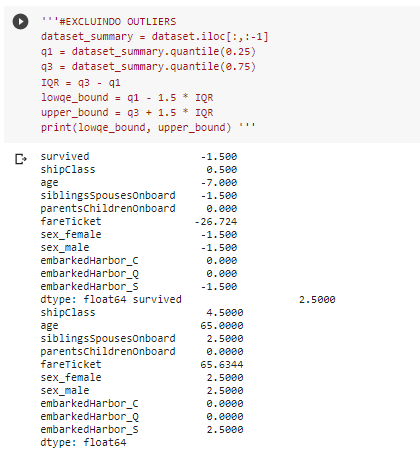 '''#EXCLUINDO OUTLIERS
dataset_summary = dataset.iloc[:,:-1]
q1 = dataset_summary.quantile(0.25)
q3 = dataset_summary.quantile(0.75)
IQR = q3 - q1
lowqe_bound = q1 - 1.5 * IQR
upper_bound = q3 + 1.5 * IQR
print(lowqe_bound, upper_bound) '''
survived -1.500
shipClass 0.500
age -7.000
siblingsSpousesOnboard -1.500
parentsChildrenOnboard 0.000
fareTicket -26.724
sex_female -1.500
sex_male -1.500
embarkedHarbor_C 0.000
embarkedHarbor_Q 0.000
embarkedHarbor_S -1.500
dtype: float64 survived 2.5000
shipClass 4.5000
age 65.0000
siblingsSpousesOnboard 2.5000
parentsChildrenOnboard 0.0000
fareTicket 65.6344
sex_female 2.5000
sex_male 2.5000
embarkedHarbor_C 0.0000
embarkedHarbor_Q 0.0000
embarkedHarbor_S 2.5000
dtype: float64